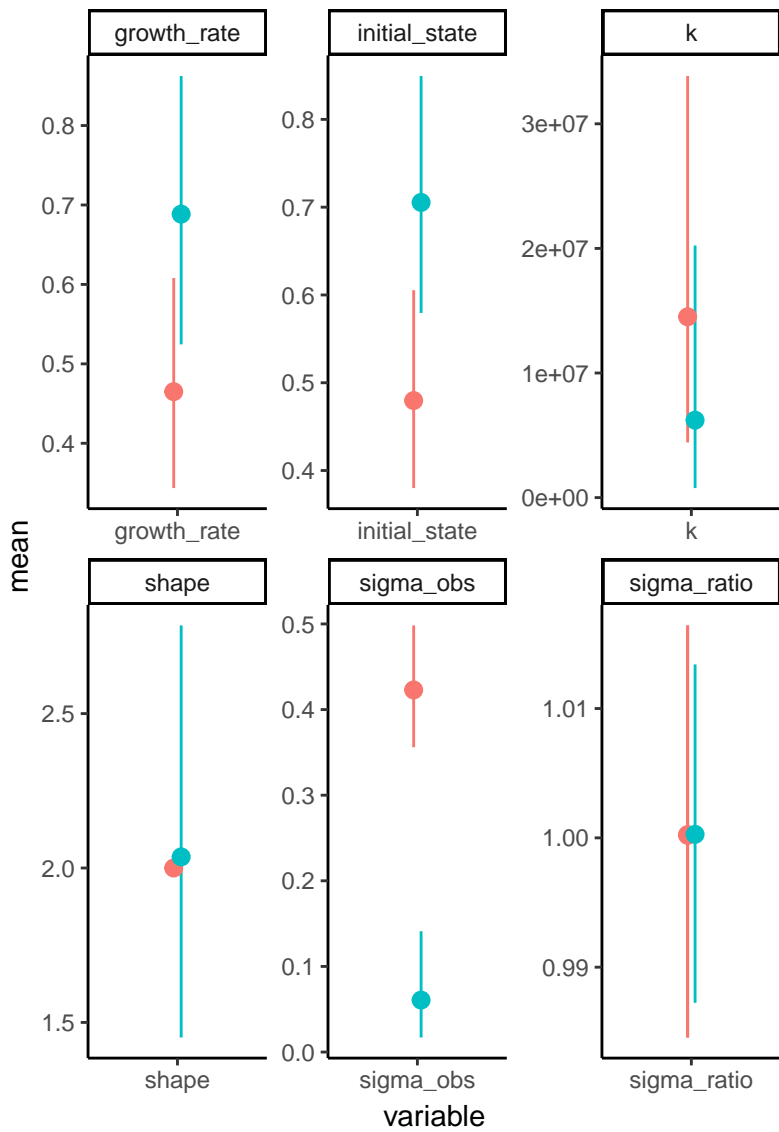 growth_rate
initial_state
k
0.8
0.7
0.6
0.5
0.4
growth_rate
0.8
0.7
0.6
0.5
0.4
initial_state
3e+07
2e+07
1e+07
0e+00
k
mean
shape
sigma_obs
sigma_ratio
2.5
2.0
1.5
shape
0.5
0.4
0.3
0.2
0.1
0.0
sigma_obs
1.01
1.00
0.99
sigma_ratio
variable